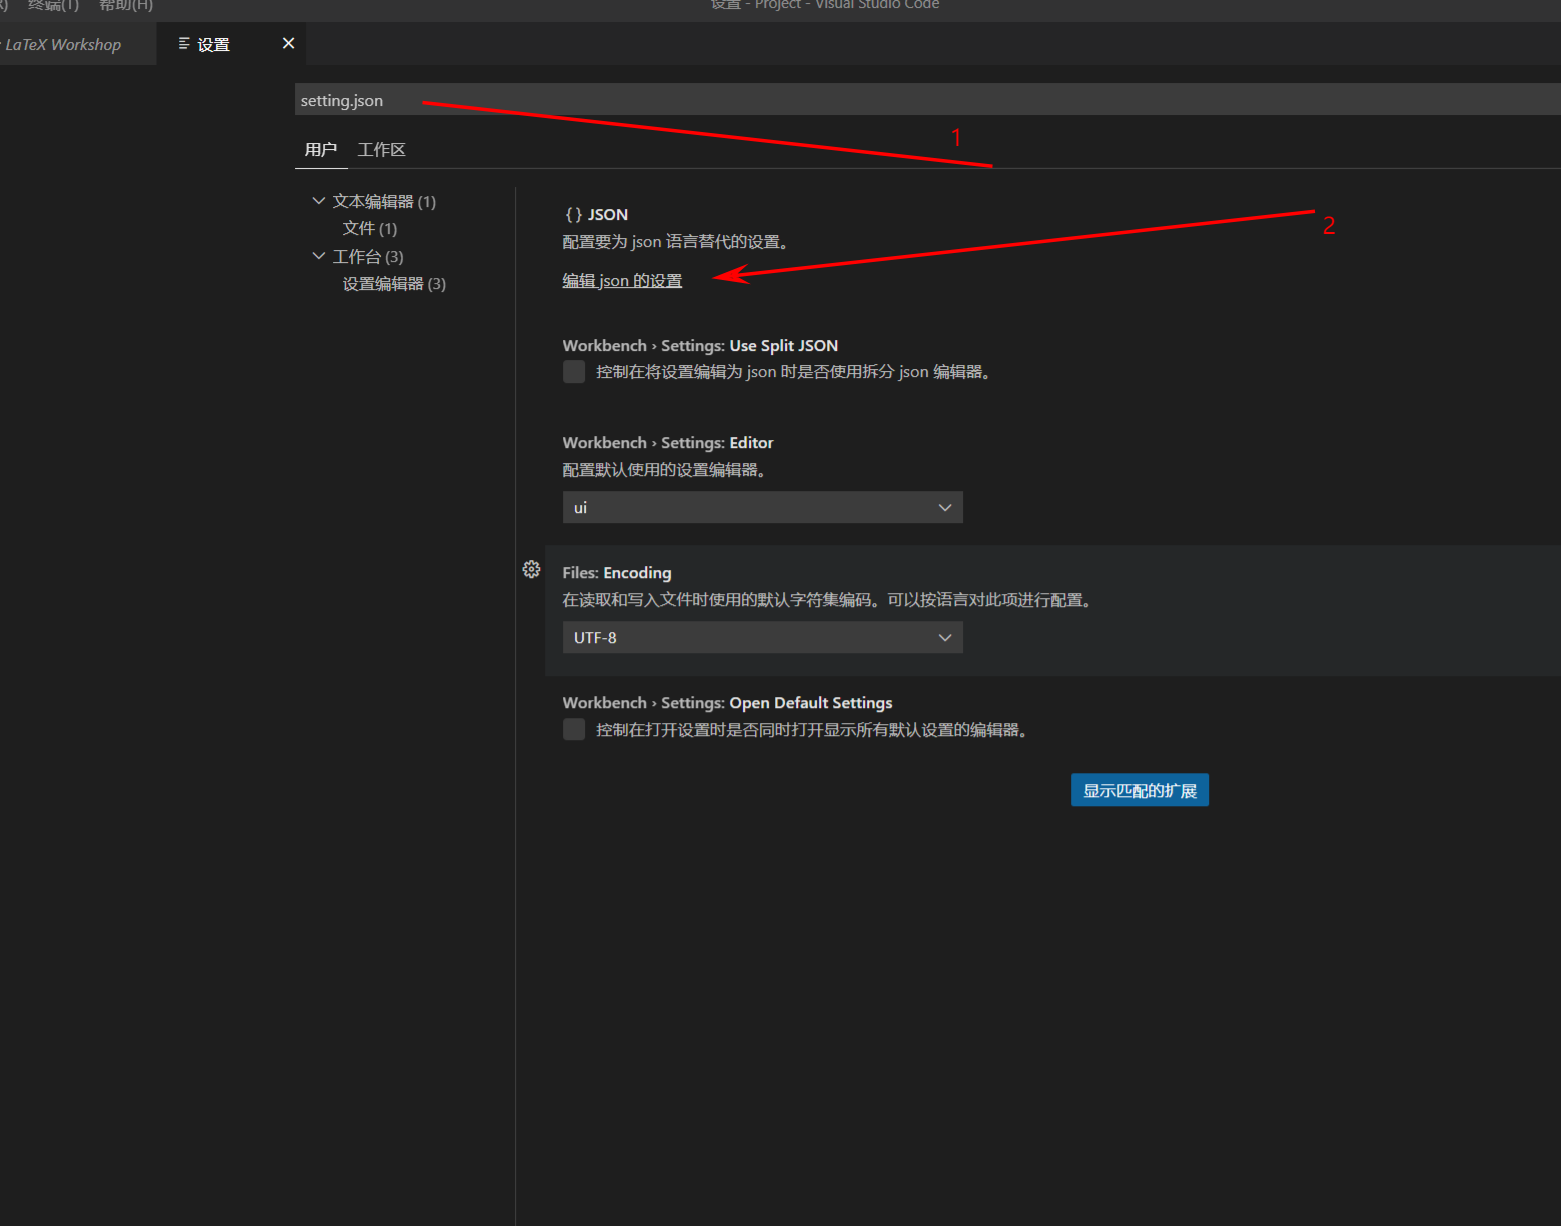 终端(T) 帮助(H)
设置 - Project - Visual Studio Code
LaTeX Workshop
设置
setting.json
1
用户 工作区
文本编辑器 (1)
文件 (1)
工作台 (3)
设置编辑器 (3)
{} JSON
配置要为 json 语言替代的设置。
2
编辑 json 的设置
Workbench › Settings: Use Split JSON
控制在将设置编辑为 json 时是否使用拆分 json 编辑器。
Workbench › Settings: Editor
配置默认使用的设置编辑器。
ui
Files: Encoding
在读取和写入文件时使用的默认字符集编码。可以按语言对此项进行配置。
UTF-8
Workbench › Settings: Open Default Settings
控制在打开设置时是否同时打开显示所有默认设置的编辑器。
显示匹配的扩展